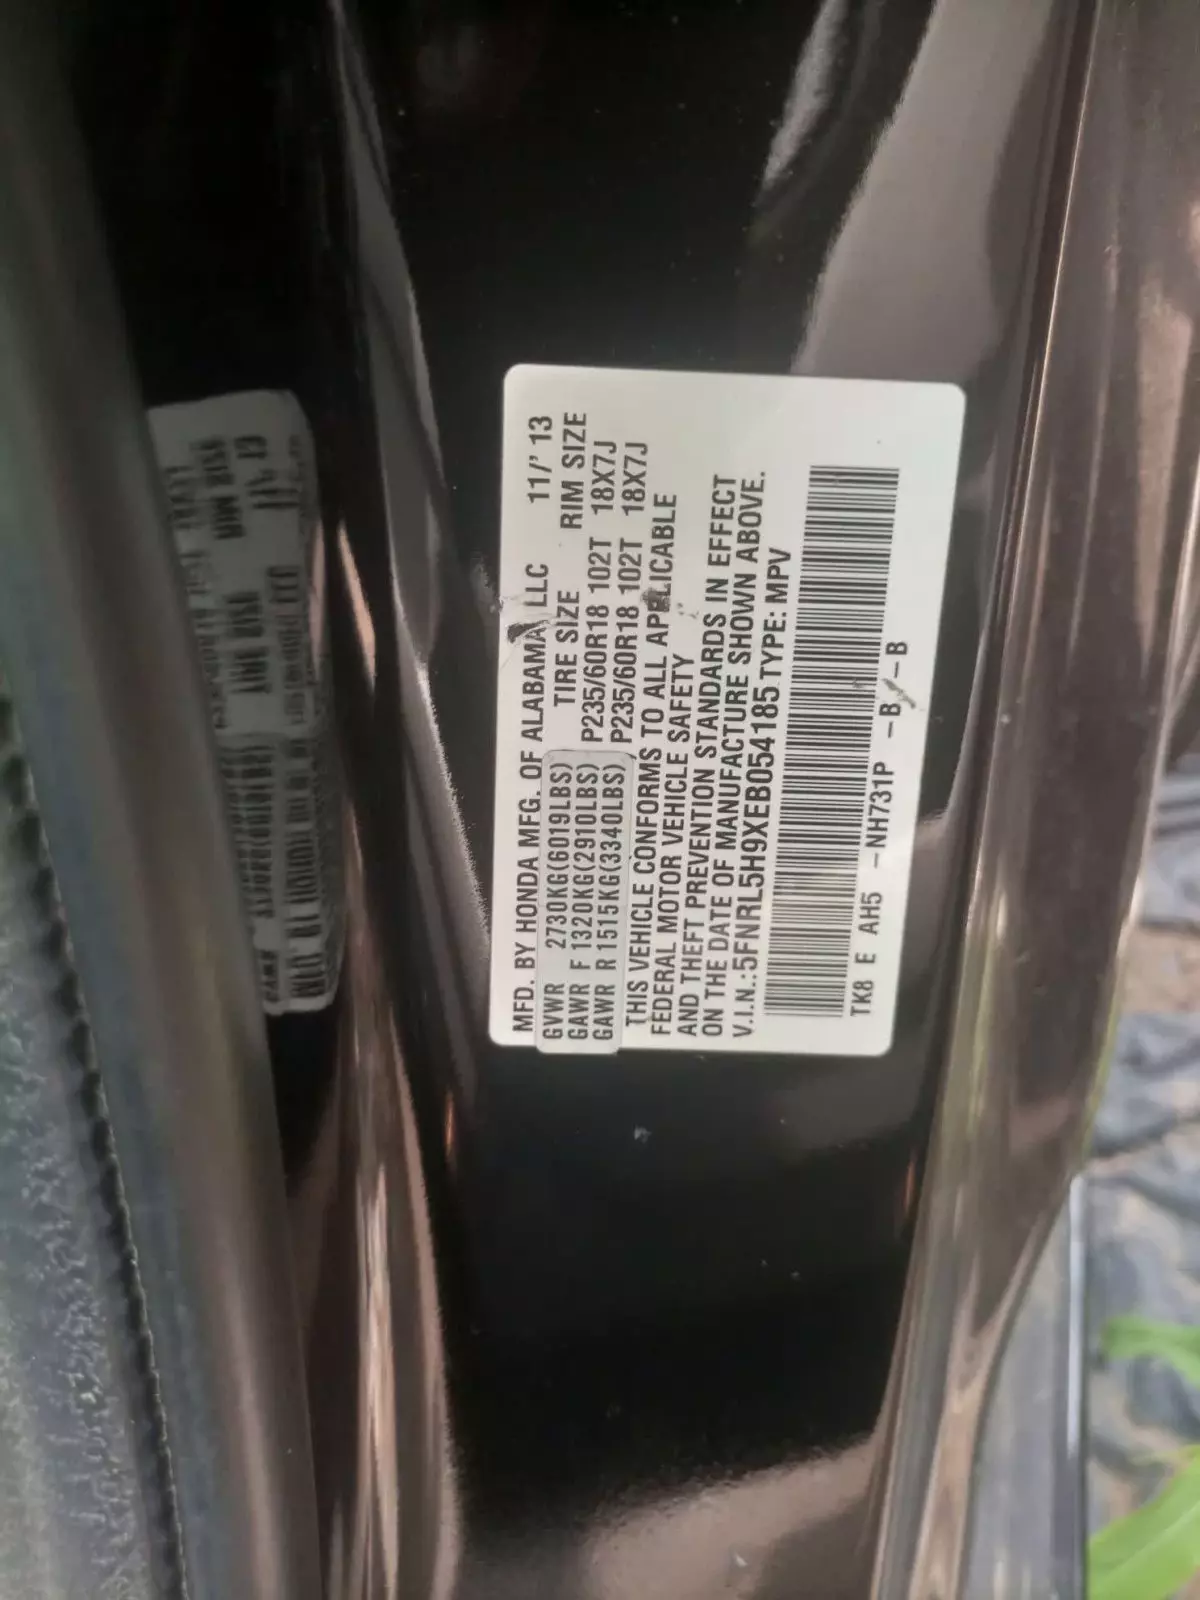 MFD. BY HONDA MFG. OF ALABAMA, LLC 11/'13
GVWR 2730KG(6019LBS) TIRE SIZE RIM SIZE
GAWR F 1320KG(2910LBS) P235/60R18 102T 18X7J
GAWR R 1515KG(3340LBS) P235/60R18 102T 18X7J
THIS VEHICLE CONFORMS TO ALL APPLICABLE
FEDERAL MOTOR VEHICLE SAFETY
AND THEFT PREVENTION STANDARDS IN EFFECT
ON THE DATE OF MANUFACTURE SHOWN ABOVE.
V.I.N.:5FNRL5H9XEB054185 TYPE: MPV
TK8 E AH5 -NH731P -B -B